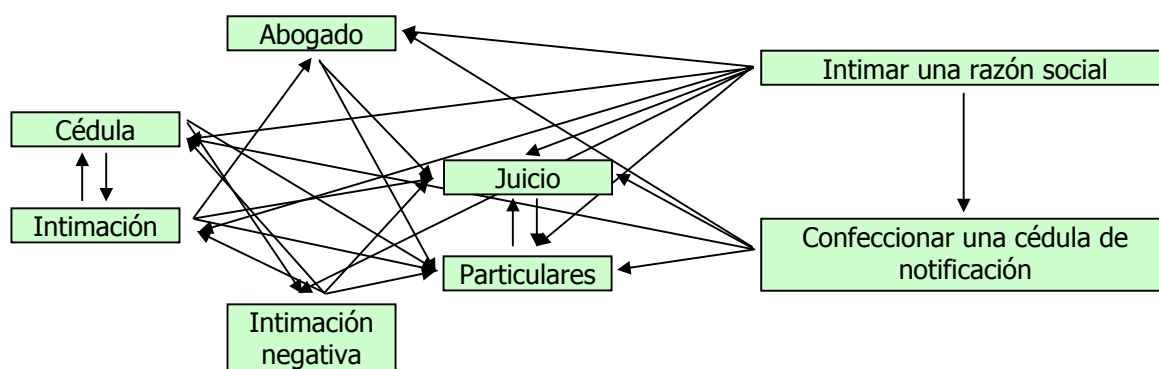 Abogado
Intimar una razón social
Cédula
Juicio
Intimación
Confeccionar una cédula de
notificación
Particulares
Intimación
negativa